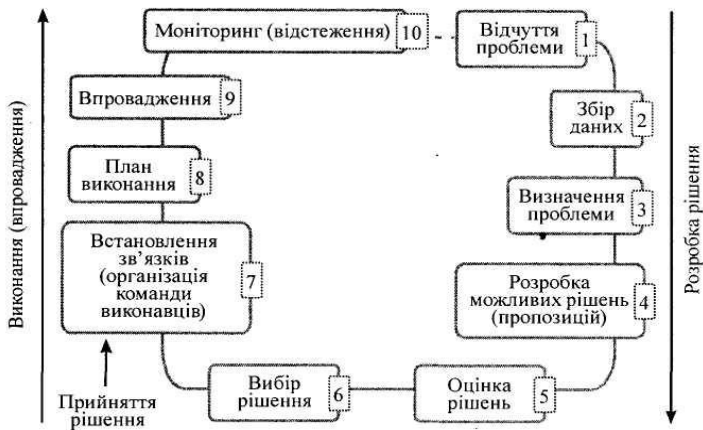 Моніторинг (відстеження) 10
Відчуття
проблеми
1
Збір
даних
2
Визначення
проблеми
3
Розробка
можливих рішень
(пропозицій)
4
Оцінка
рішень
5
Вибір
рішення
6
Встановлення
зв’язків
(організація
команди
виконавців)
7
План
виконання
8
Впровадження 9
Прийняття
рішення
Виконання (впровадження)
Розробка рішення